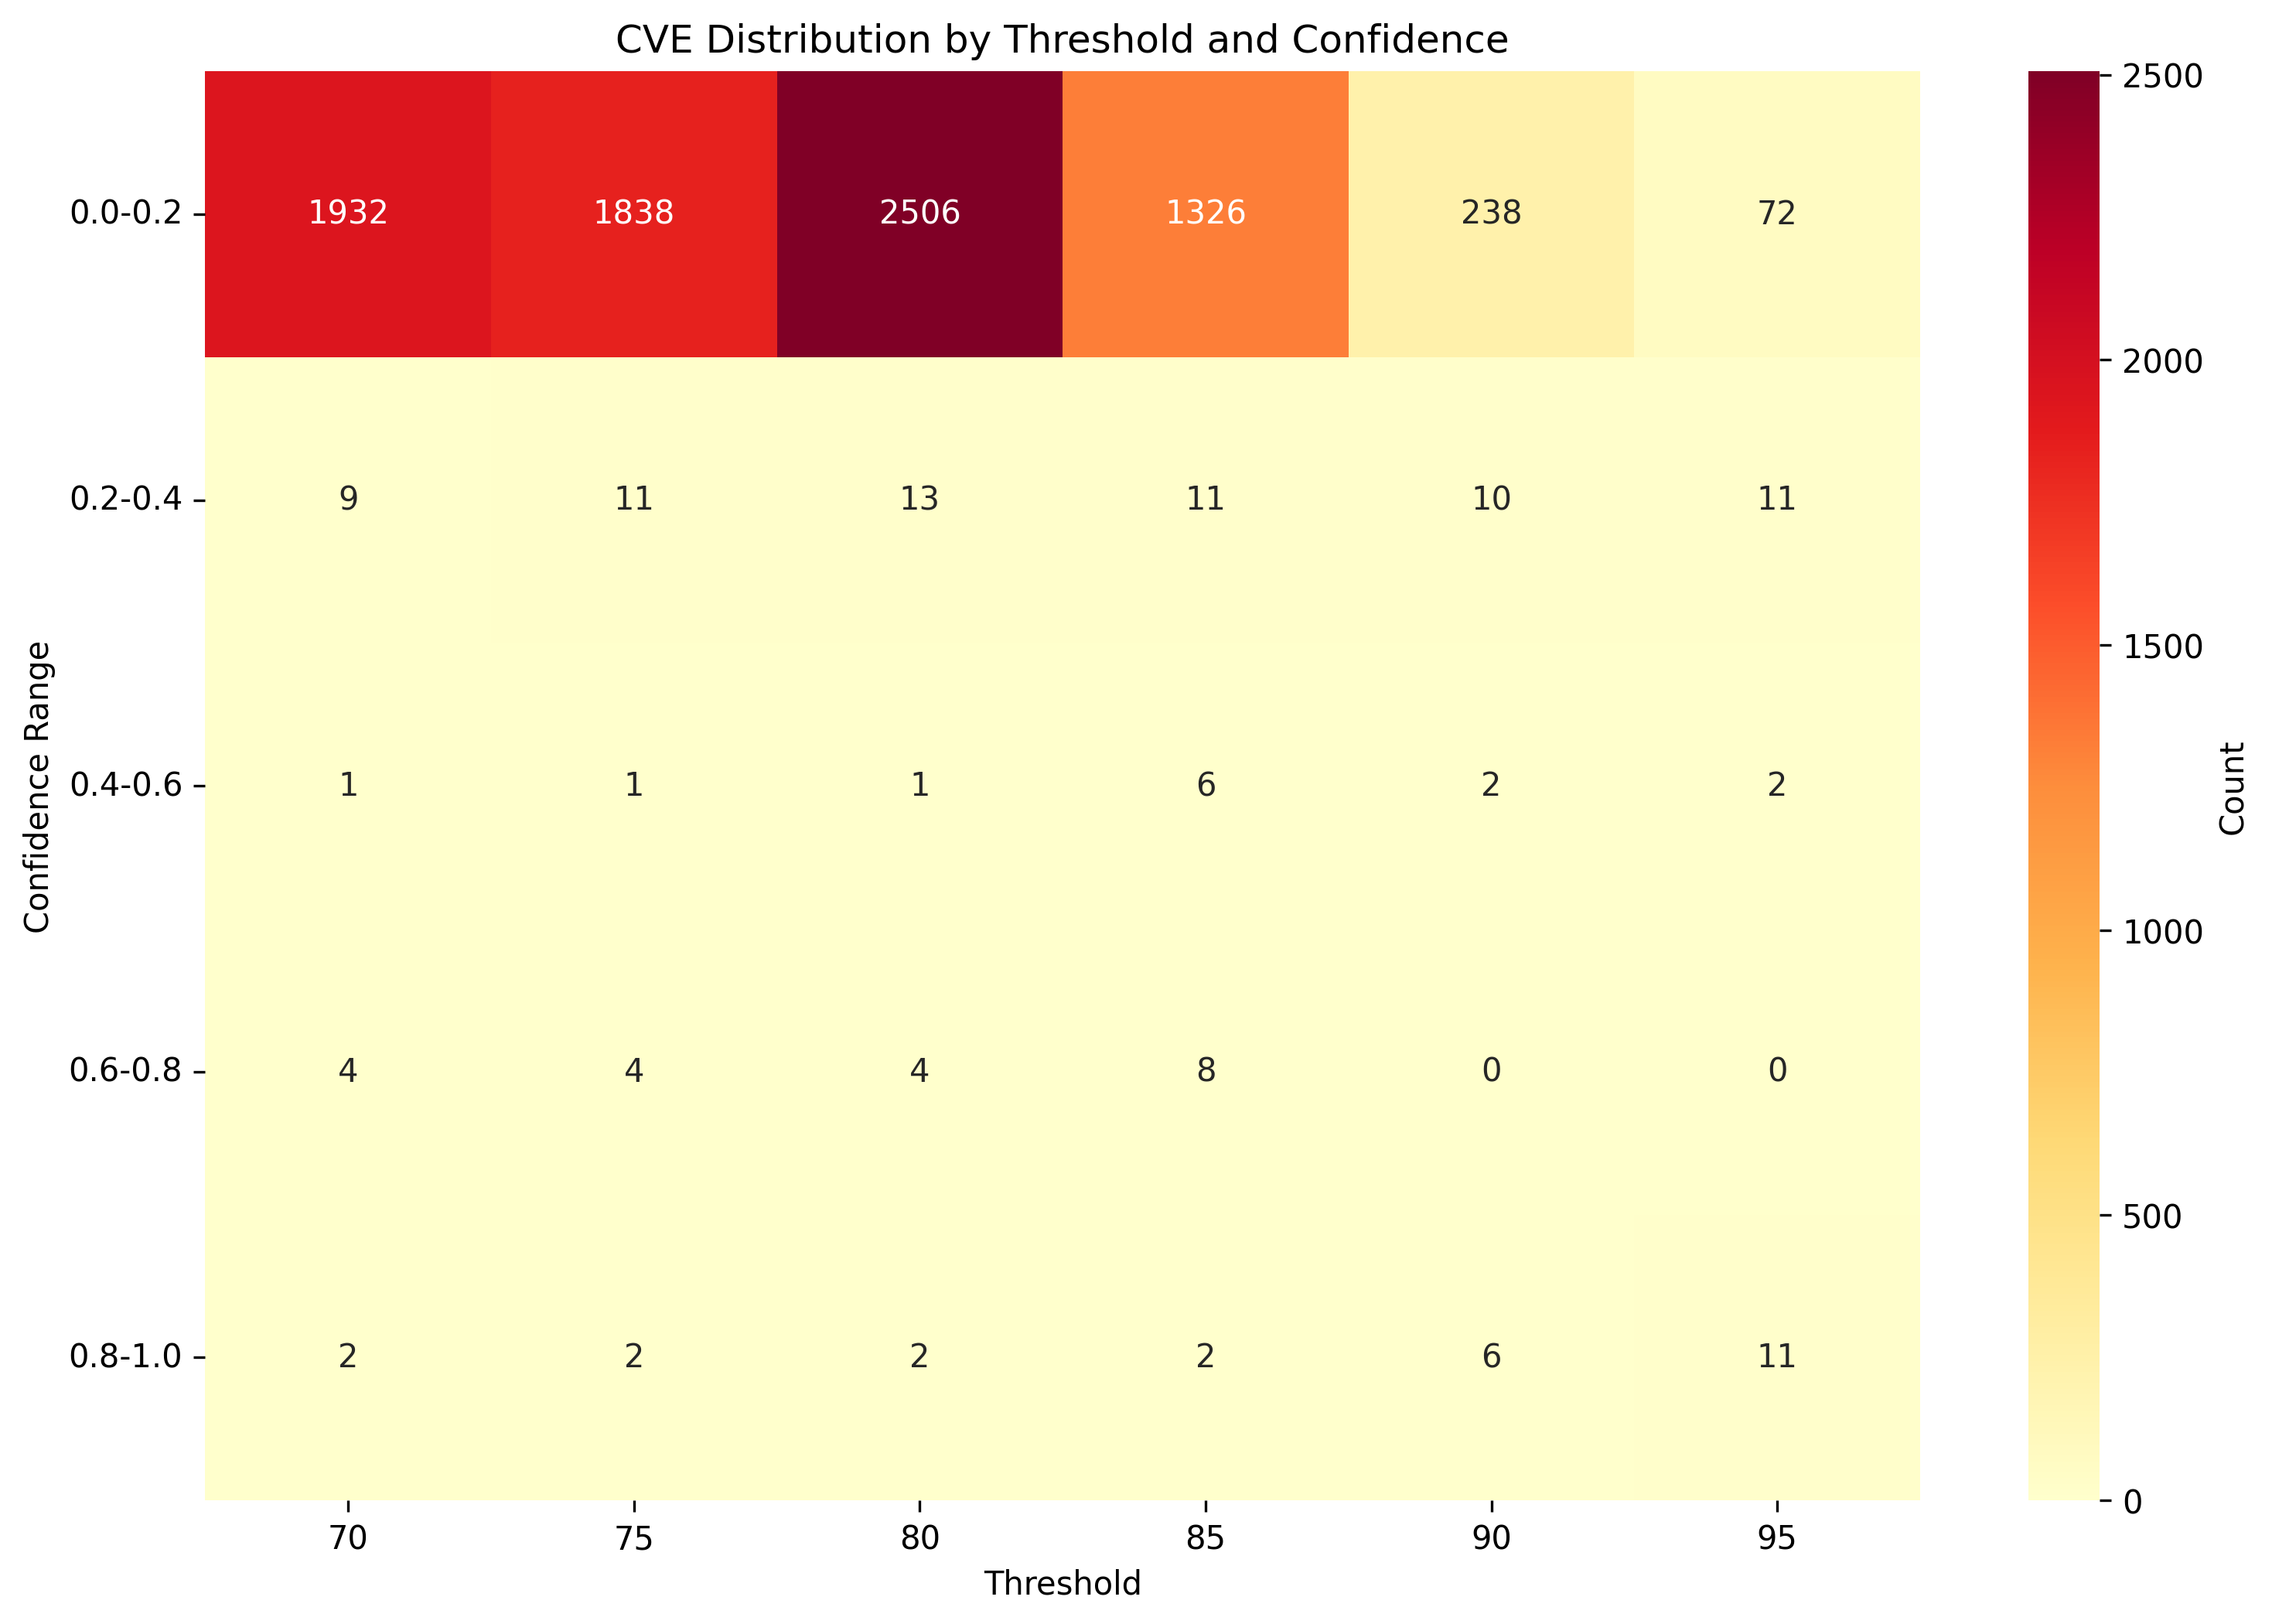 CVE Distribution by Threshold and Confidence
0.0-0.2 1932 1838 2506 1326 238 72
0.2-0.4 9 11 13 11 10 11
0.4-0.6 1 1 1 6 2 2
0.6-0.8 4 4 4 8 0 0
0.8-1.0 2 2 2 2 6 11
70 75 80 85 90 95
Threshold
Confidence Range
2500
2000
1500
1000
500
0
Count